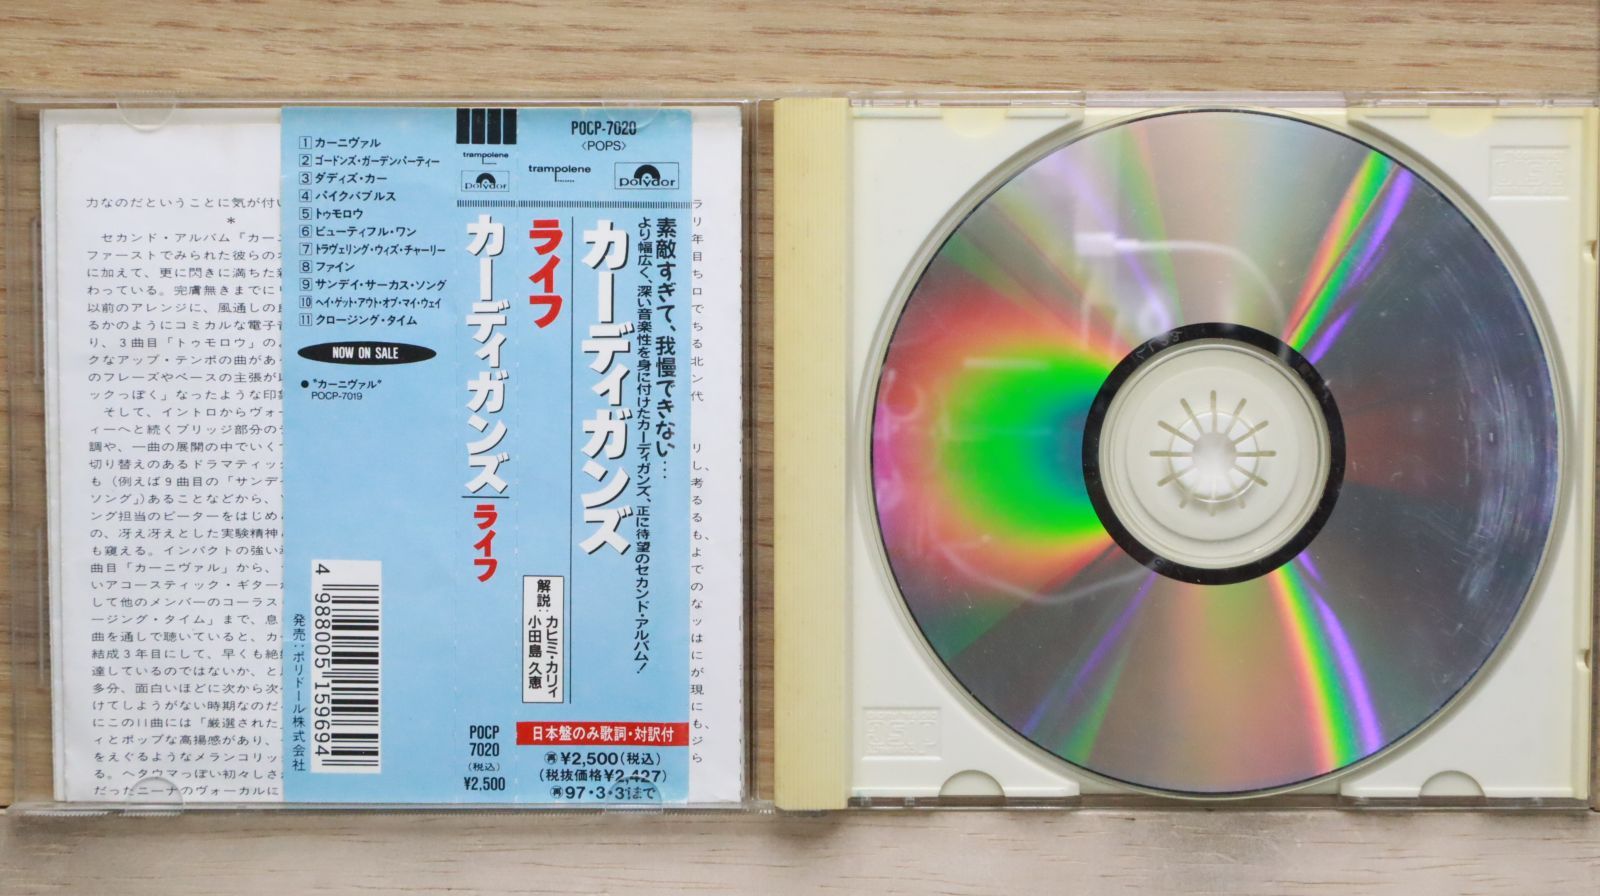 力なのだということに気が付い
*
セカンド・アルバム『カーニ
に加えて、更に閃きに満ちた
わっている。完膚無きまでに
以前のアレンジに、風通しの
るかのようにコミカルな電子
り、3曲目「トゥモロウ」の
クなアップ・テンポの曲があ
のフレーズやベースの主張が
ックっぽく」なったような印
そして、イントロからヴォー
ィーへと続くブリッジ部分の
調や、一曲の展開の中でいく
切り替えのあるドラマティッ
も（例えば9曲目の「サンデ
ソング」）あることなどから、
ング担当のピーターをはじめ
の、冴え冴えとした実験精神
も窺える。インパクトの強い
曲目「カーニヴァル」から、
いアコースティック・ギター
して他のメンバーのコーラス
ージング・タイム」まで、息
曲を通して聴いていると、カ
結成3年目にして、早くも絶
達しているのではないか、と
多分、面白いほどに次から次
けてしようがない時期なのだ
にこの11曲には「厳選された
ィとポップな高揚感があり、
をえぐるようなメランコリッ
る。ヘタウマっぽい初々しさ
だったニーナのヴォーカルに
1 カーニヴァル
2 ゴードンズ・ガーデンパーティー
3 ダディズ・カー
4 パイクバブルス
5 トゥモロウ
6 ビューティフル・ワン
7 トラヴェリング・ウィズ・チャーリー
8 ファイン
9 サンデイ・サーカス・ソング
10 ヘイ・ゲット・アウト・オブ・マイ・ウェイ
11 クロージング・タイム
NOW ON SALE
●"カーニヴァル"
POCP-7019
4 988005 159694
発売：ポリドール株式会社
trampolene
polydor
カーディガンズ
ライフ
POCP
7020
(税込)
¥2,500
POCP-7020
〈POPS〉
trampolene
polydor
素敵すぎて、我慢できない…
より幅広く、深い音楽性を身に付けたカーディガンズ、正に待望のセカンド・アルバム！
カーディガンズ
ライフ
解説：カヒミ・カリィ
小田島 久恵
日本盤のみ歌詞・対訳付
再¥2,500(税込)
(税抜価格¥2,427)
再97・3・31まで